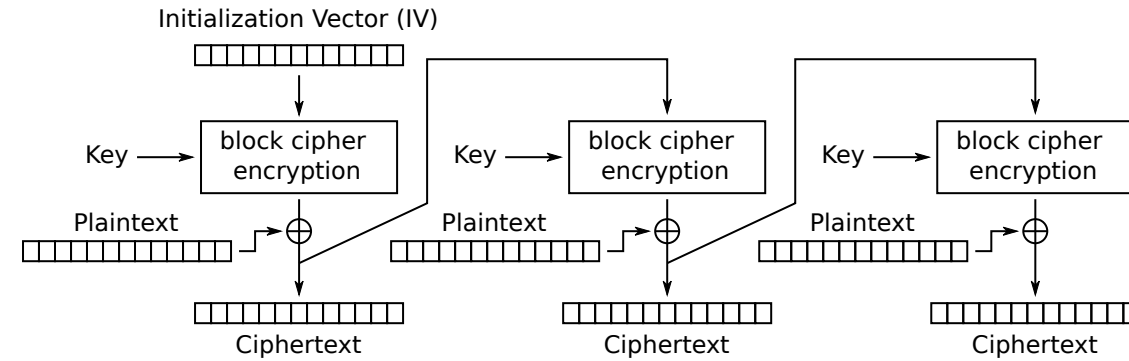 Initialization Vector (IV)
Key
block cipher
encryption
Key
block cipher
encryption
Key
block cipher
encryption
Plaintext
Plaintext
Plaintext
Ciphertext
Ciphertext
Ciphertext